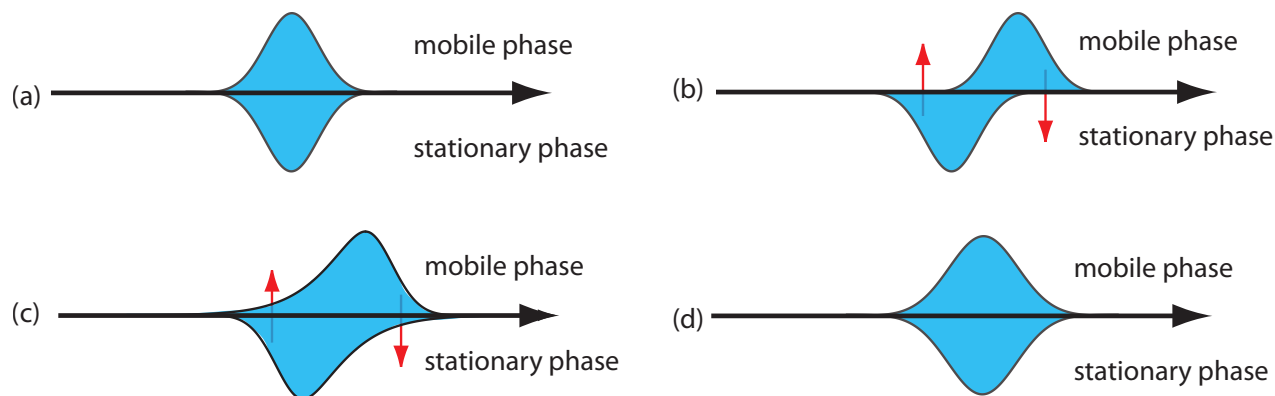 (a)
mobile phase
stationary phase
(b)
mobile phase
stationary phase
(c)
mobile phase
stationary phase
(d)
mobile phase
stationary phase